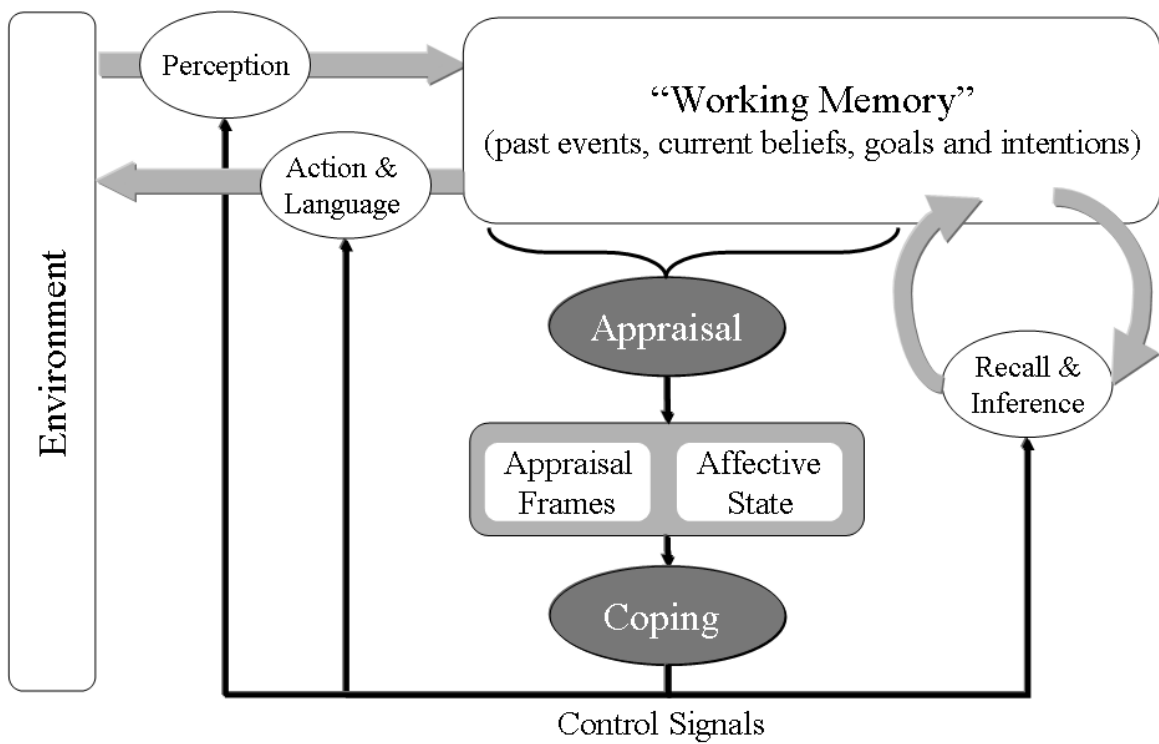 Perception
“Working Memory”
(past events, current beliefs, goals and intentions)
Action &
Language
Environment
Appraisal
Recall &
Inference
Appraisal
Frames
Affective
State
Coping
Control Signals